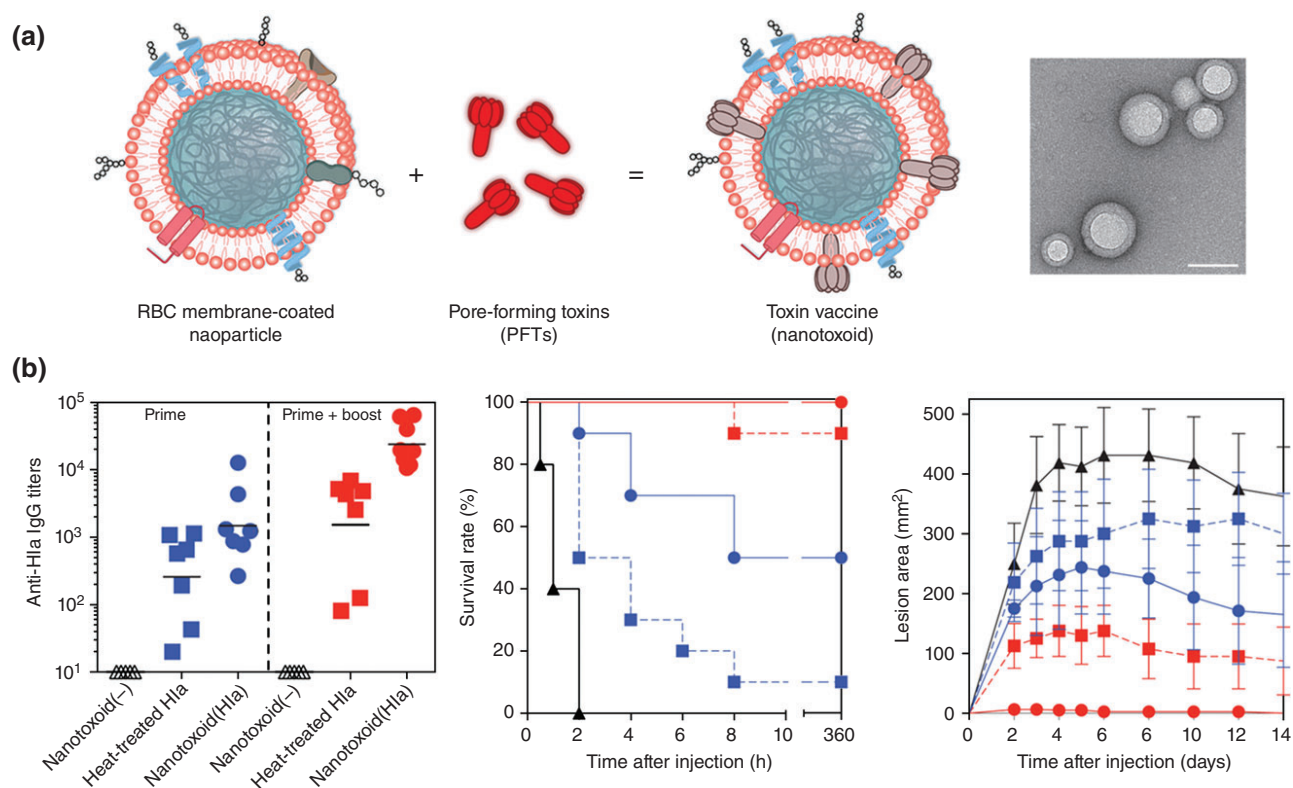 (a)
+
=
RBC membrane-coated
naoparticle
Pore-forming toxins
(PFTs)
Toxin vaccine
(nanotoxoid)
(b)
Anti-Hla IgG titers
10^5
10^4
10^3
10^2
10^1
Prime
Prime + boost
Nanotoxoid(–)
Heat-treated Hla
Nanotoxoid(Hla)
Nanotoxoid(–)
Heat-treated Hla
Nanotoxoid(Hla)
Survival rate (%)
100
80
60
40
20
0
0 2 4 6 8 10 360
Time after injection (h)
Lesion area (mm²)
500
400
300
200
100
0
2 4 6 6 10 12 14
Time after injection (days)